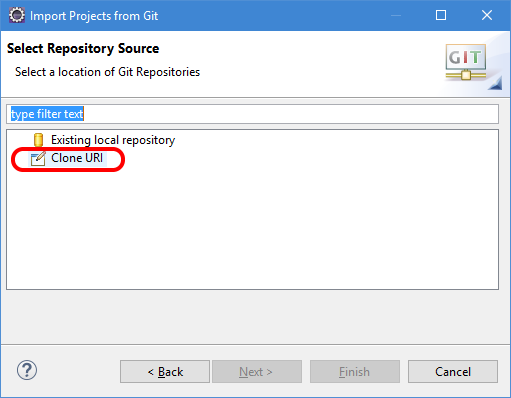 Import Projects from Git
Select Repository Source
Select a location of Git Repositories
GIT
type filter text
Existing local repository
Clone URI
?
< Back
Next >
Finish
Cancel